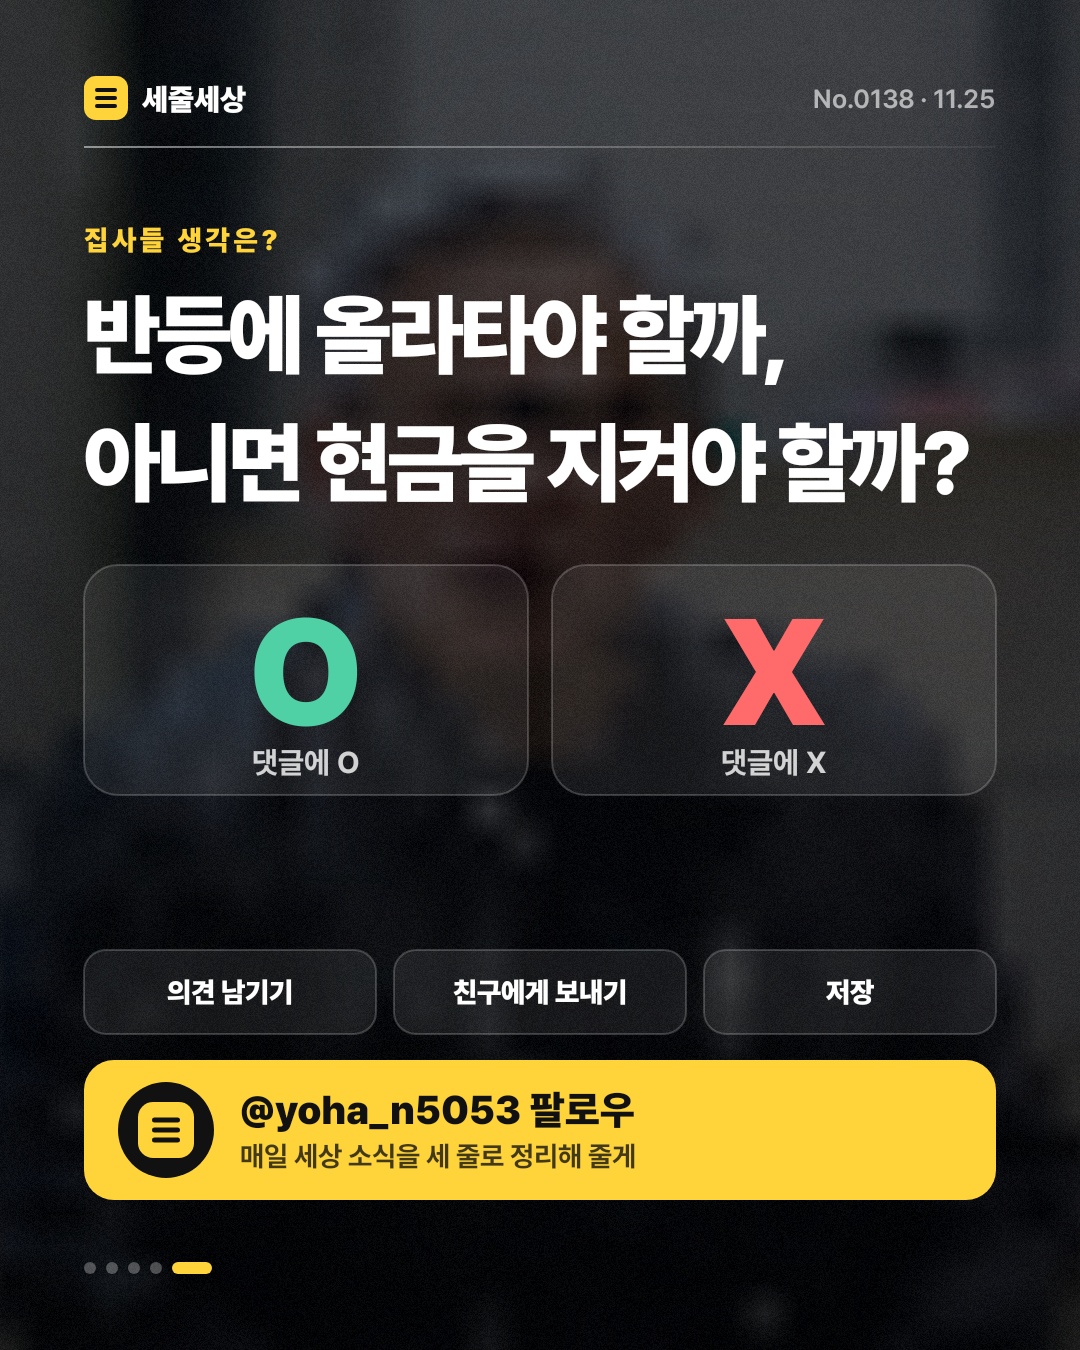 세줄세상
No.0138 · 11.25
집사들 생각은?
반등에 올라타야 할까,
아니면 현금을 지켜야 할까?
O
X
댓글에 O
댓글에 X
의견 남기기
친구에게 보내기
저장
@yoha_n5053 팔로우
매일 세상 소식을 세 줄로 정리해 줄게